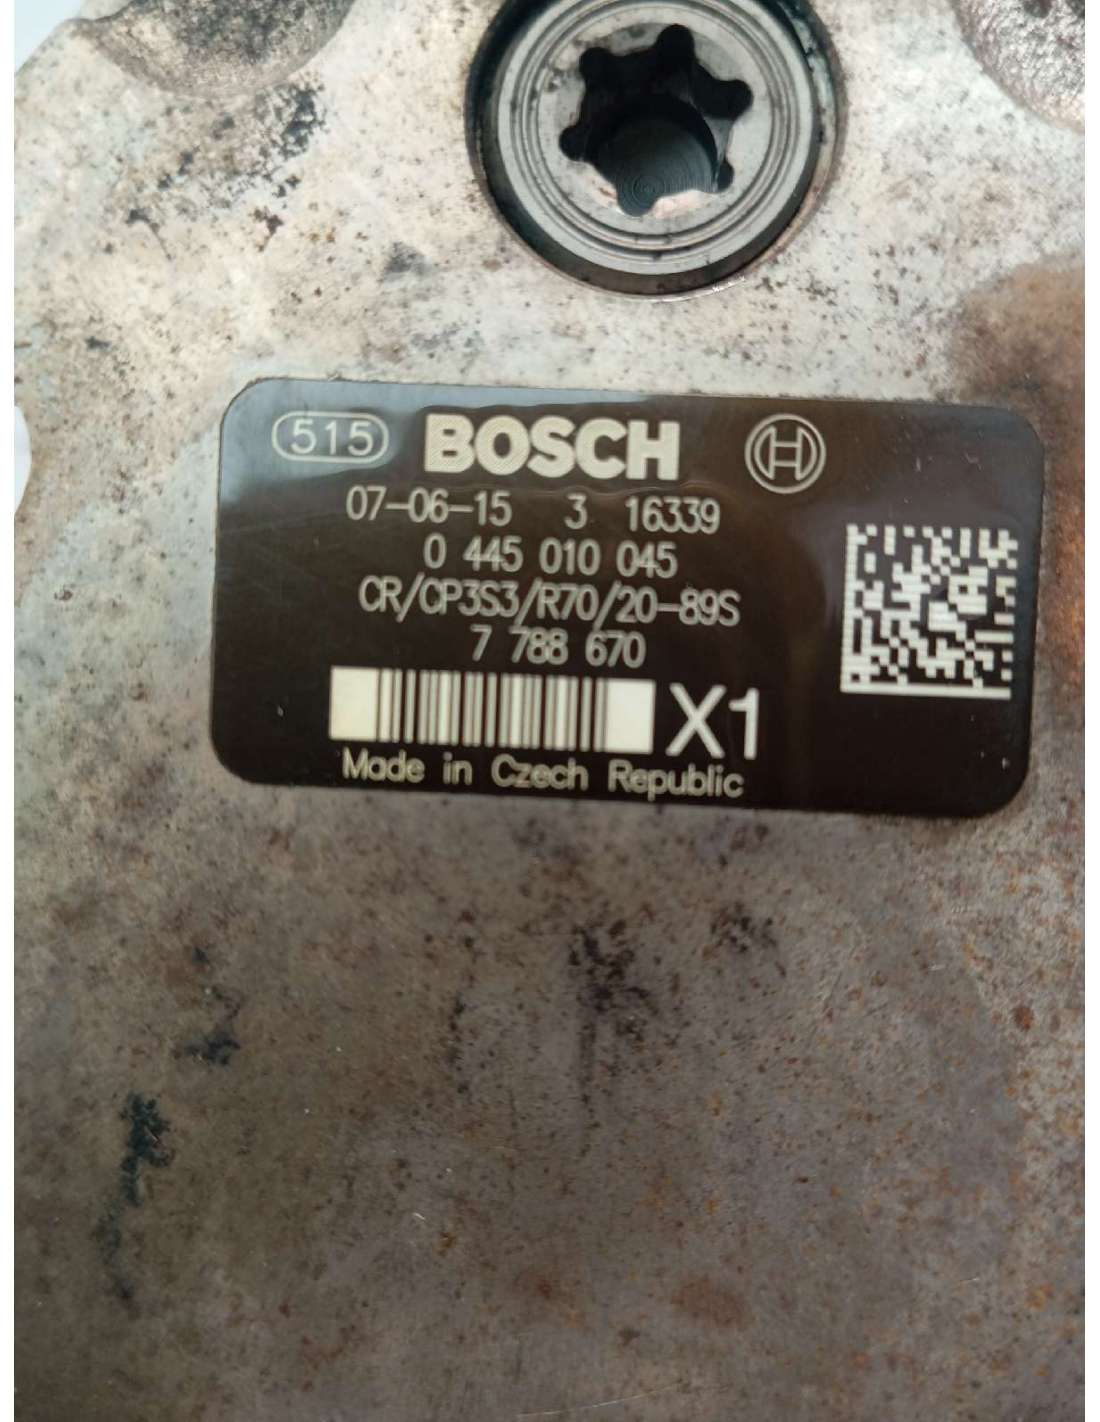 515 BOSCH
07-06-15 3 16339
0 445 010 045
CR/CP3S3/R70/20-89S
7 788 670
X1
Made in Czech Republic